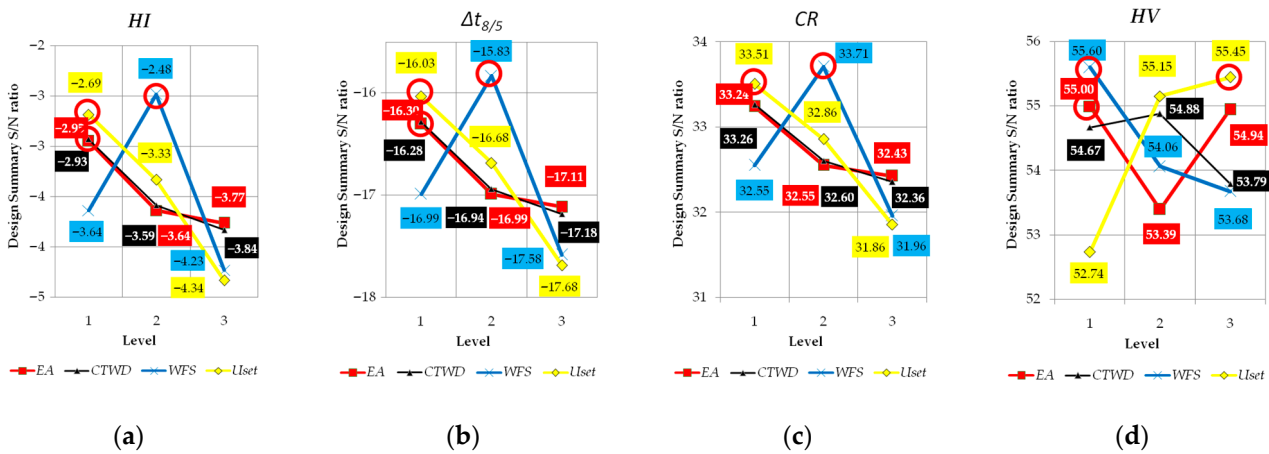 HI
Design Summary S/N ratio
−2
−3
−3
−4
−4
−5
−2.69
−2.48
−2.95
−2.93
−3.33
−3.64
−3.59
−3.64
−3.77
−3.84
−4.23
−4.34
1 2 3
Level
EA CTWD WFS Uset
(a)
Δt8/5
Design Summary S/N ratio
−16
−17
−18
−16.03
−15.83
−16.30
−16.28
−16.68
−16.99
−16.94
−16.99
−17.11
−17.18
−17.58
−17.68
1 2 3
Level
EA CTWD WFS Uset
(b)
CR
Design Summary S/N ratio
34
33
32
31
33.51
33.71
33.24
33.26
32.86
32.55
32.55
32.60
32.43
32.36
31.86
31.96
1 2 3
Level
EA CTWD WFS Uset
(c)
HV
Design Summary S/N ratio
56
55
54
53
52
55.60
55.00
54.67
55.15
54.88
55.45
54.94
54.06
53.79
53.68
53.39
52.74
1 2 3
Level
EA CTWD WFS Uset
(d)